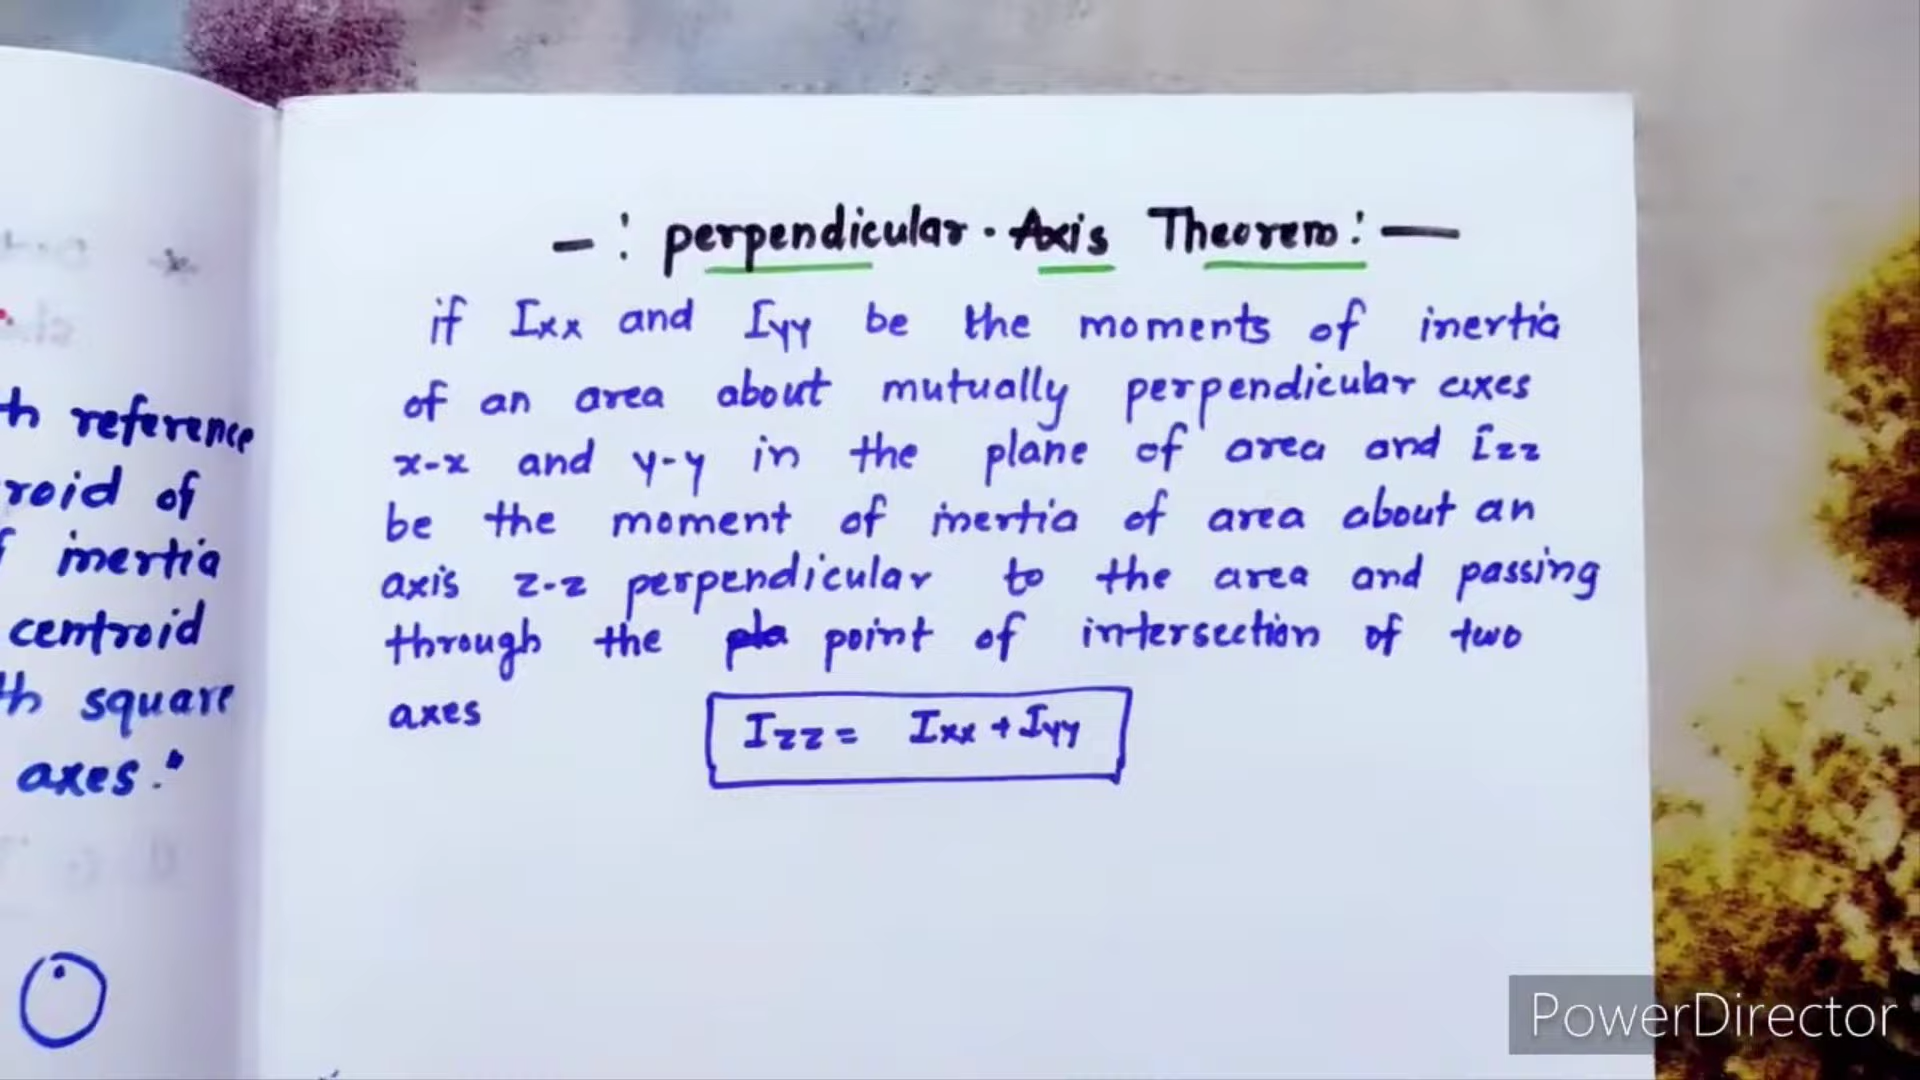 th reference
roid of
f inertia
centroid
th square
axes."
- : perpendicular. Axis Theorem : —
if Ixx and Iyy be the moments of inertia
of an area about mutually perpendicular axes
x-x and y-y in the plane of area and Izz
be the moment of inertia of area about an
axis z-z perpendicular to the area and passing
through the point of intersection of two
axes
Izz = Ixx + Iyy
PowerDirector